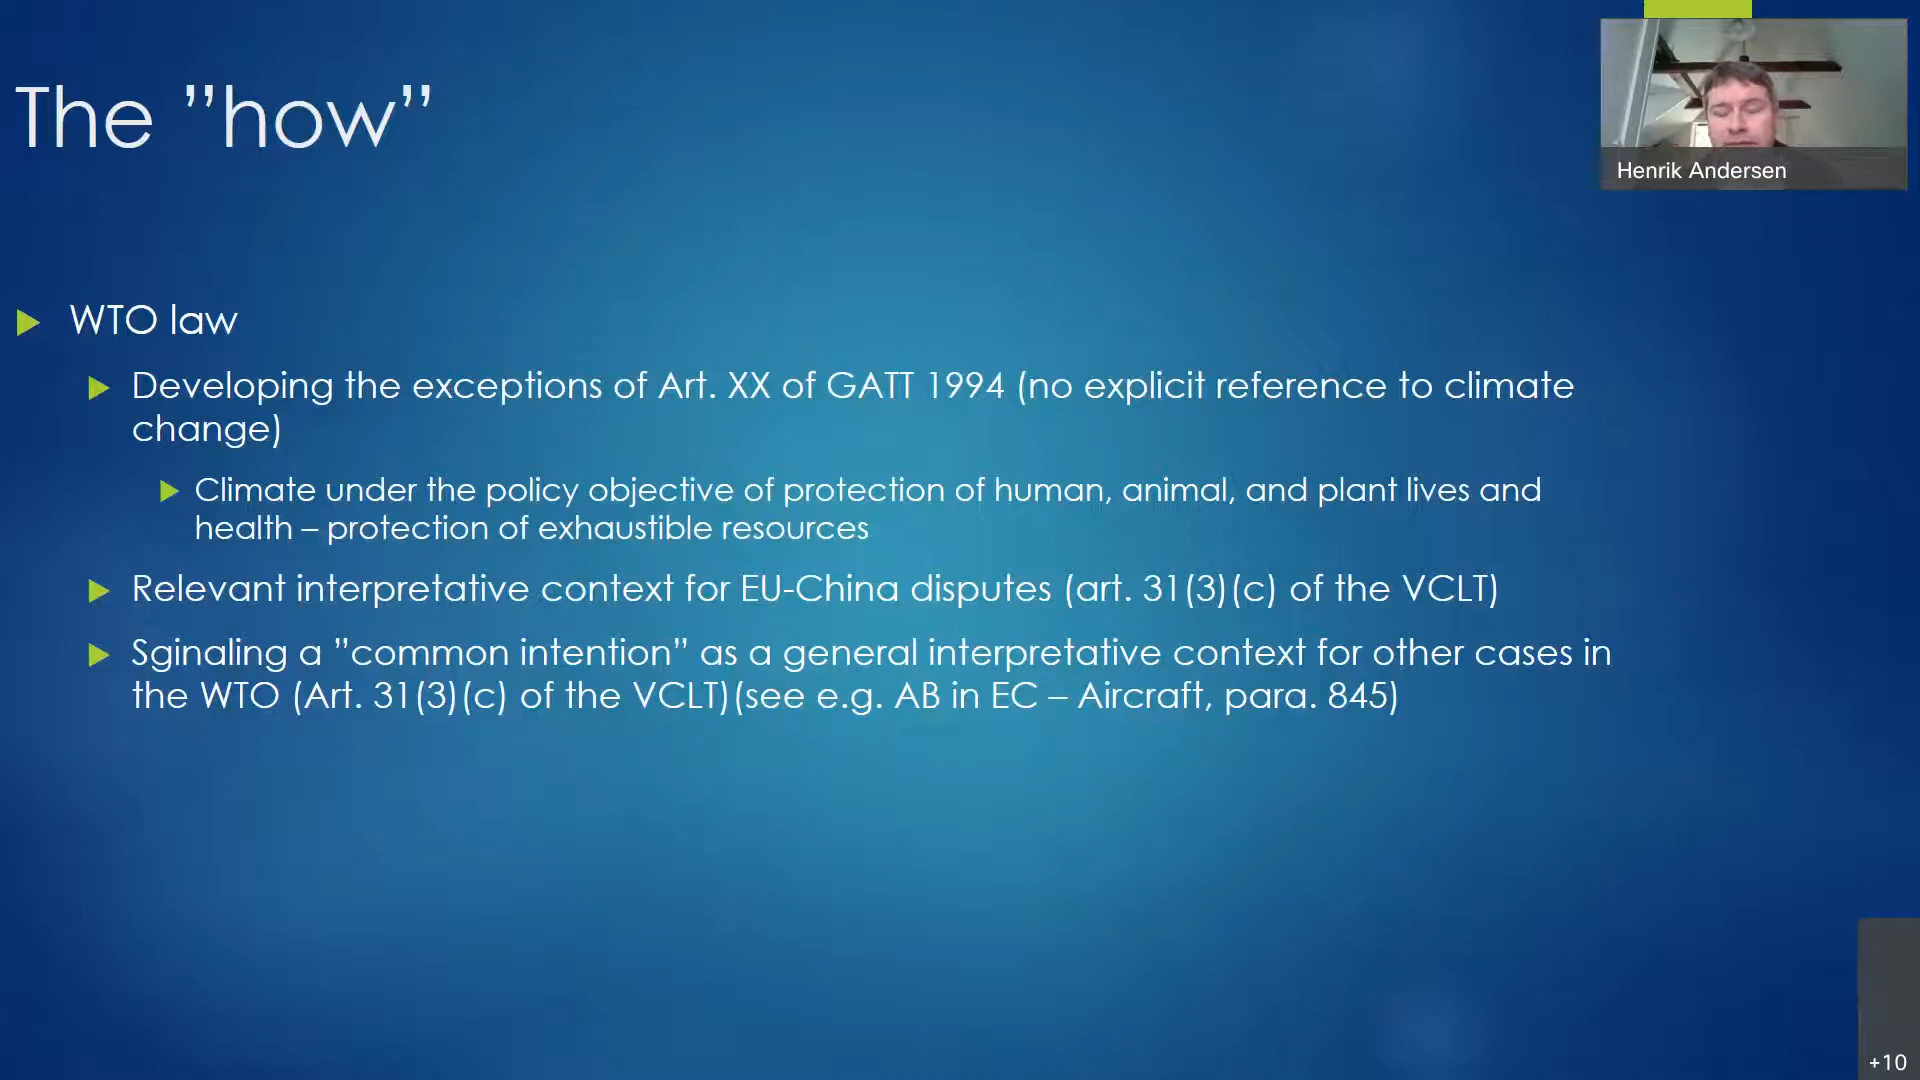 The ”how”
Henrik Andersen
WTO law
Developing the exceptions of Art. XX of GATT 1994 (no explicit reference to climate
change)
Climate under the policy objective of protection of human, animal, and plant lives and
health – protection of exhaustible resources
Relevant interpretative context for EU-China disputes (art. 31(3)(c) of the VCLT)
Sginaling a ”common intention” as a general interpretative context for other cases in
the WTO (Art. 31(3)(c) of the VCLT)(see e.g. AB in EC – Aircraft, para. 845)
+10